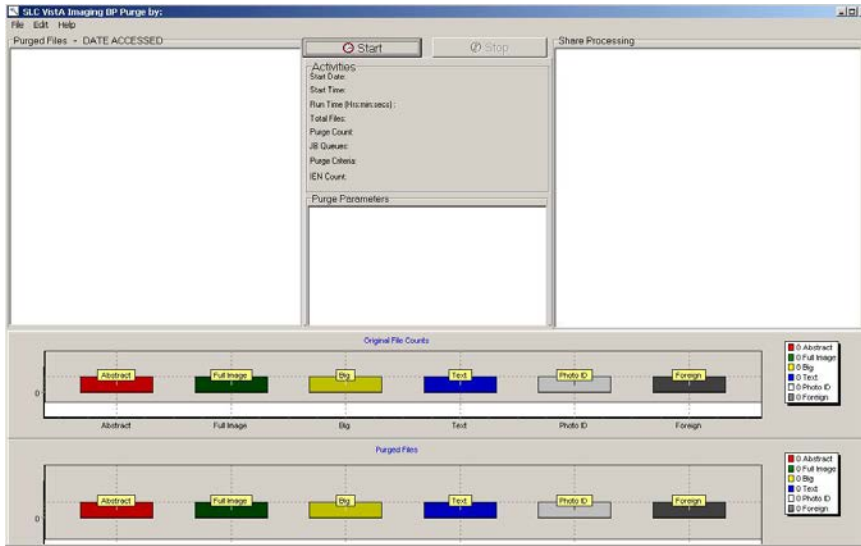 SLC VistA Imaging BP Purge by:
File Edit Help
Purged Files - DATE ACCESSED
Start
Stop
Share Processing
Activities
Start Date:
Start Time:
Run Time (Hrs:min:secs) :
Total Files:
Purge Count:
JB Queues:
Purge Criteria:
IEN Count:
Purge Parameters
Original File Counts
Abstract Full Image Big Text Photo ID Foreign
0
Abstract Full Image Big Text Photo ID Foreign
0 Abstract
0 Full Image
0 Big
0 Text
0 Photo ID
0 Foreign
Purged Files
Abstract Full Image Big Text Photo ID Foreign
0
0 Abstract
0 Full Image
0 Big
0 Text
0 Photo ID
0 Foreign